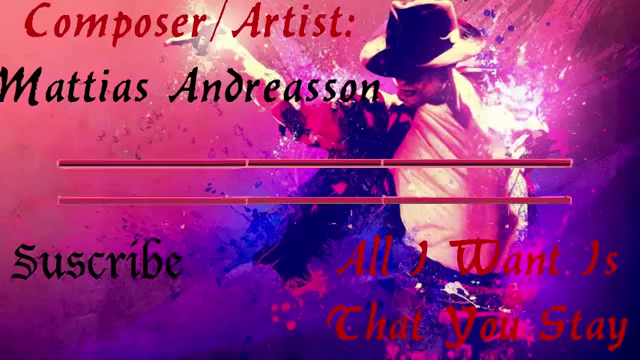 Composer/Artist:
Mattias Andreasson
Suscribe
All I Want Is
That You Stay